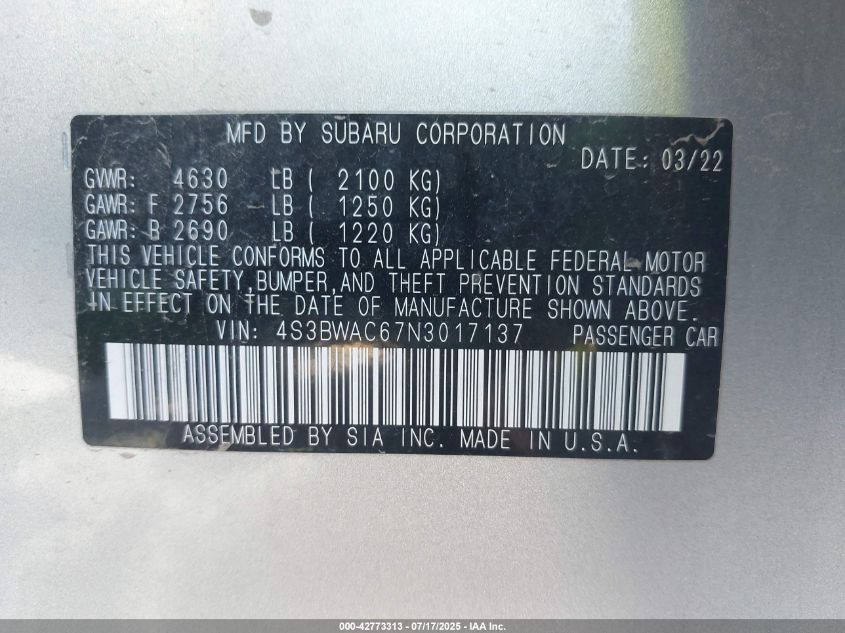 MFD BY SUBARU CORPORATION
DATE: 03/22
GVWR: 4630 LB ( 2100 KG)
GAWR: F 2756 LB ( 1250 KG)
GAWR: R 2690 LB ( 1220 KG)
THIS VEHICLE CONFORMS TO ALL APPLICABLE FEDERAL MOTOR
VEHICLE SAFETY,BUMPER,AND THEFT PREVENTION STANDARDS
IN EFFECT ON THE DATE OF MANUFACTURE SHOWN ABOVE.
VIN: 4S3BWAC67N3017137 PASSENGER CAR
ASSEMBLED BY SIA INC. MADE IN U.S.A.
000-42773313 - 07/17/2025 - IAA Inc.